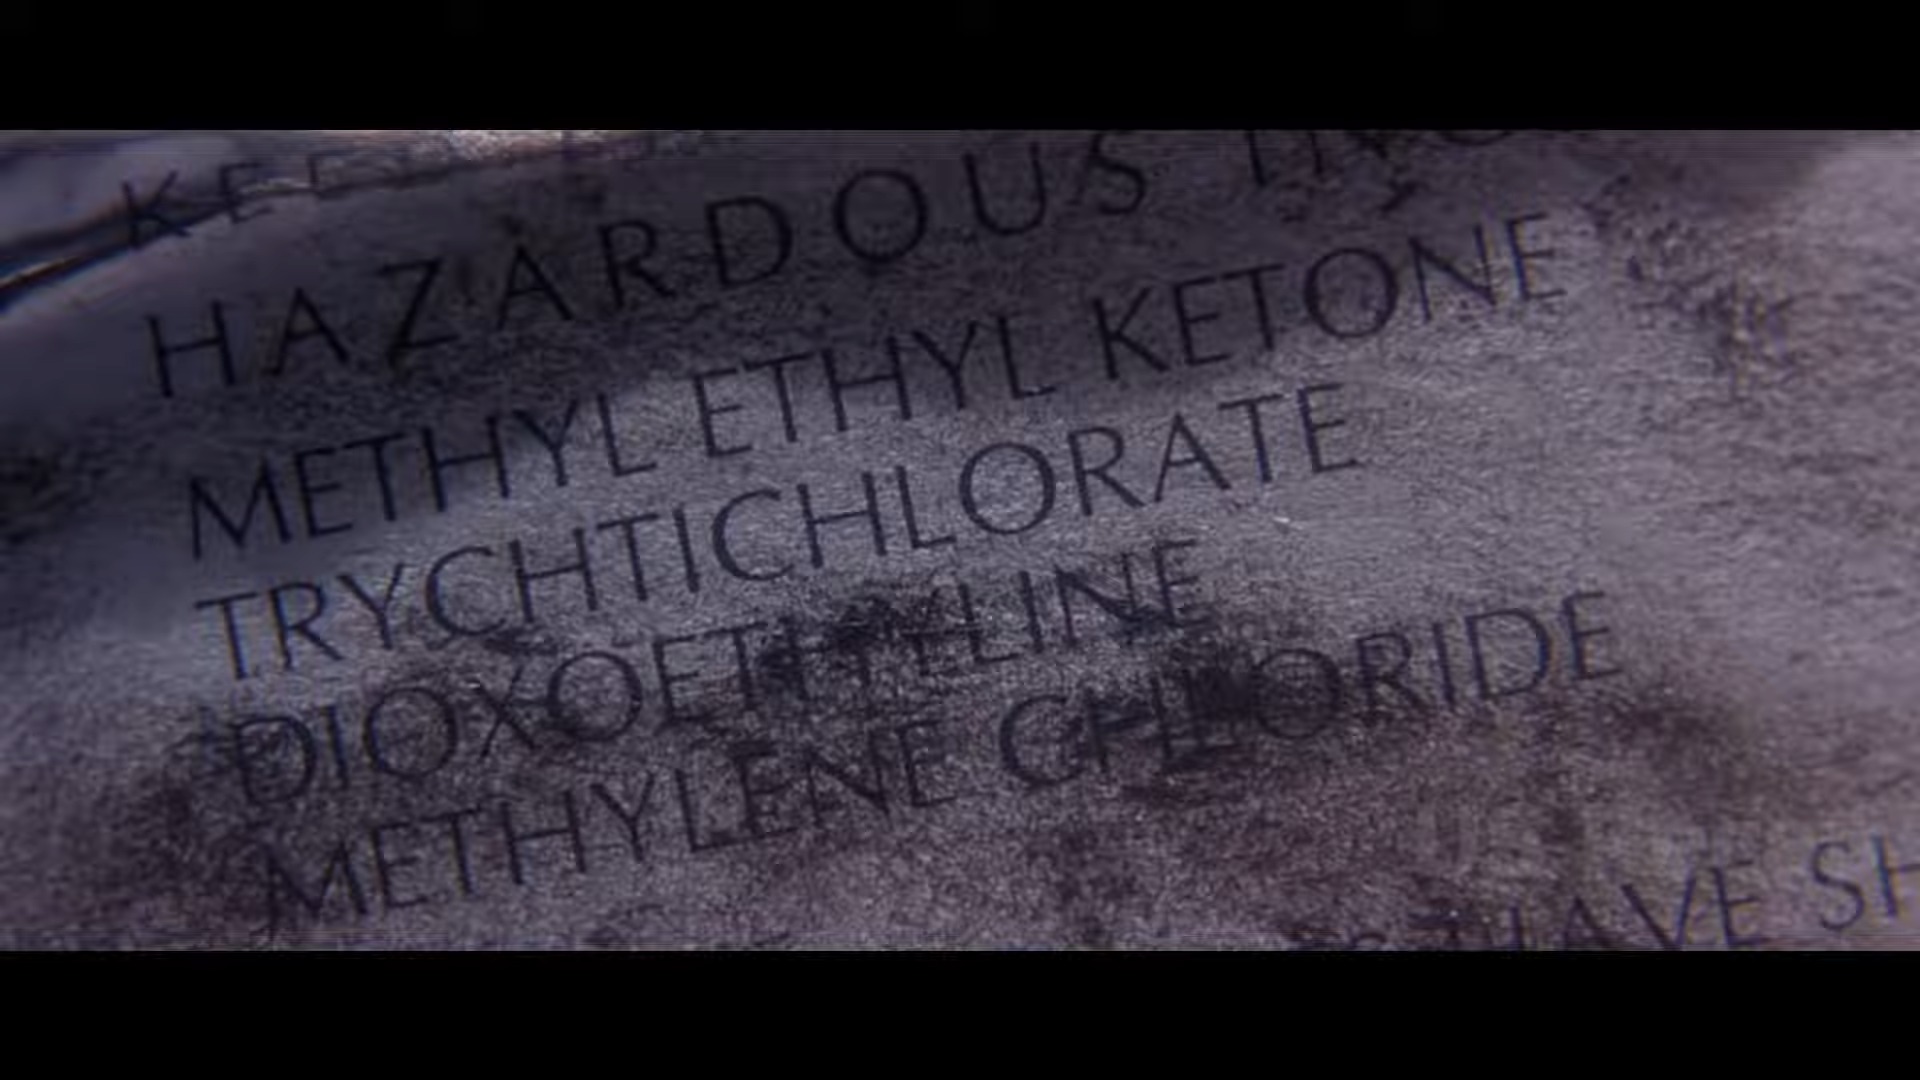 HAZARDOUS
METHYL ETHYL KETONE
TRYCHTICHLORATE
DIOXOETHYLINE
METHYLENE CHLORIDE
HAVE